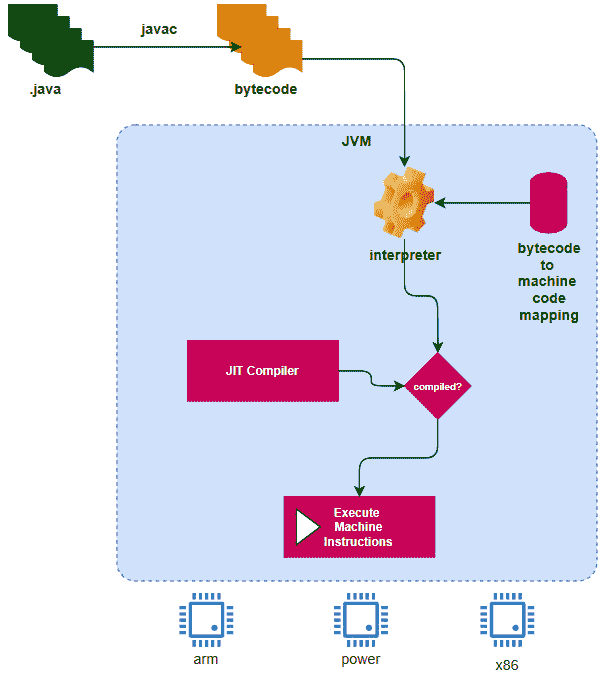 javac
.java
bytecode
JVM
interpreter
bytecode
to
machine
code
mapping
JIT Compiler
compiled?
Execute
Machine
Instructions
arm
power
x86